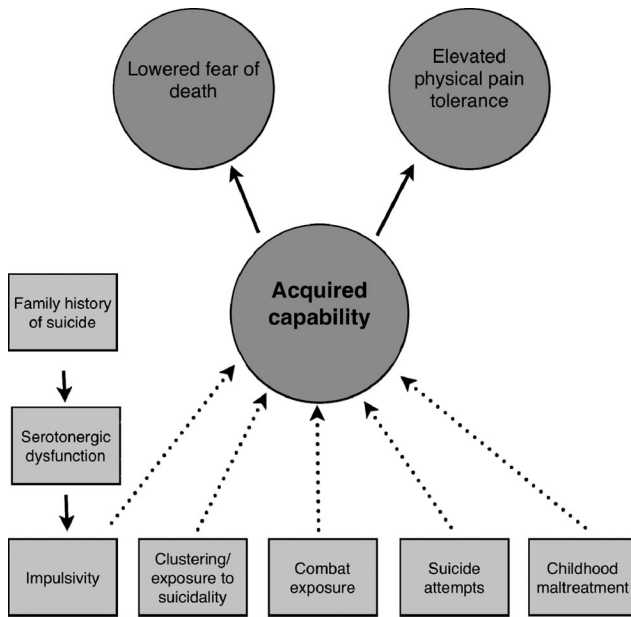 Lowered fear of
death
Elevated
physical pain
tolerance
Acquired
capability
Family history
of suicide
Serotonergic
dysfunction
Impulsivity
Clustering/
exposure to
suicidality
Combat
exposure
Suicide
attempts
Childhood
maltreatment